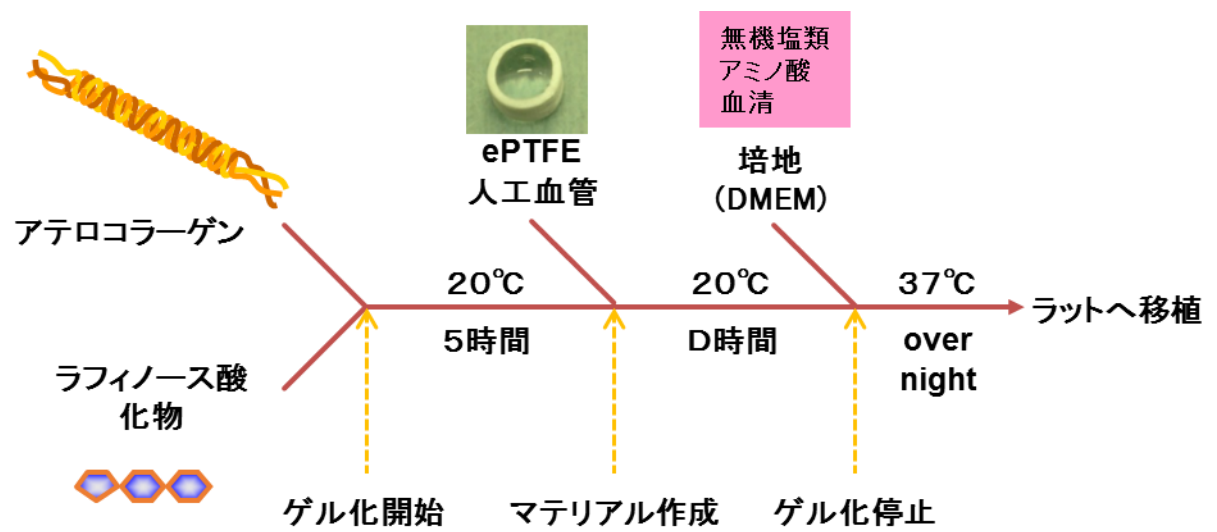 無機塩類
アミノ酸
血清
ePTFE
人工血管
培地
(DMEM)
アテロコラーゲン
20℃
20℃
37℃
ラットへ移植
5時間
D時間
over
night
ラフィノース酸
化物
ゲル化開始
マテリアル作成
ゲル化停止